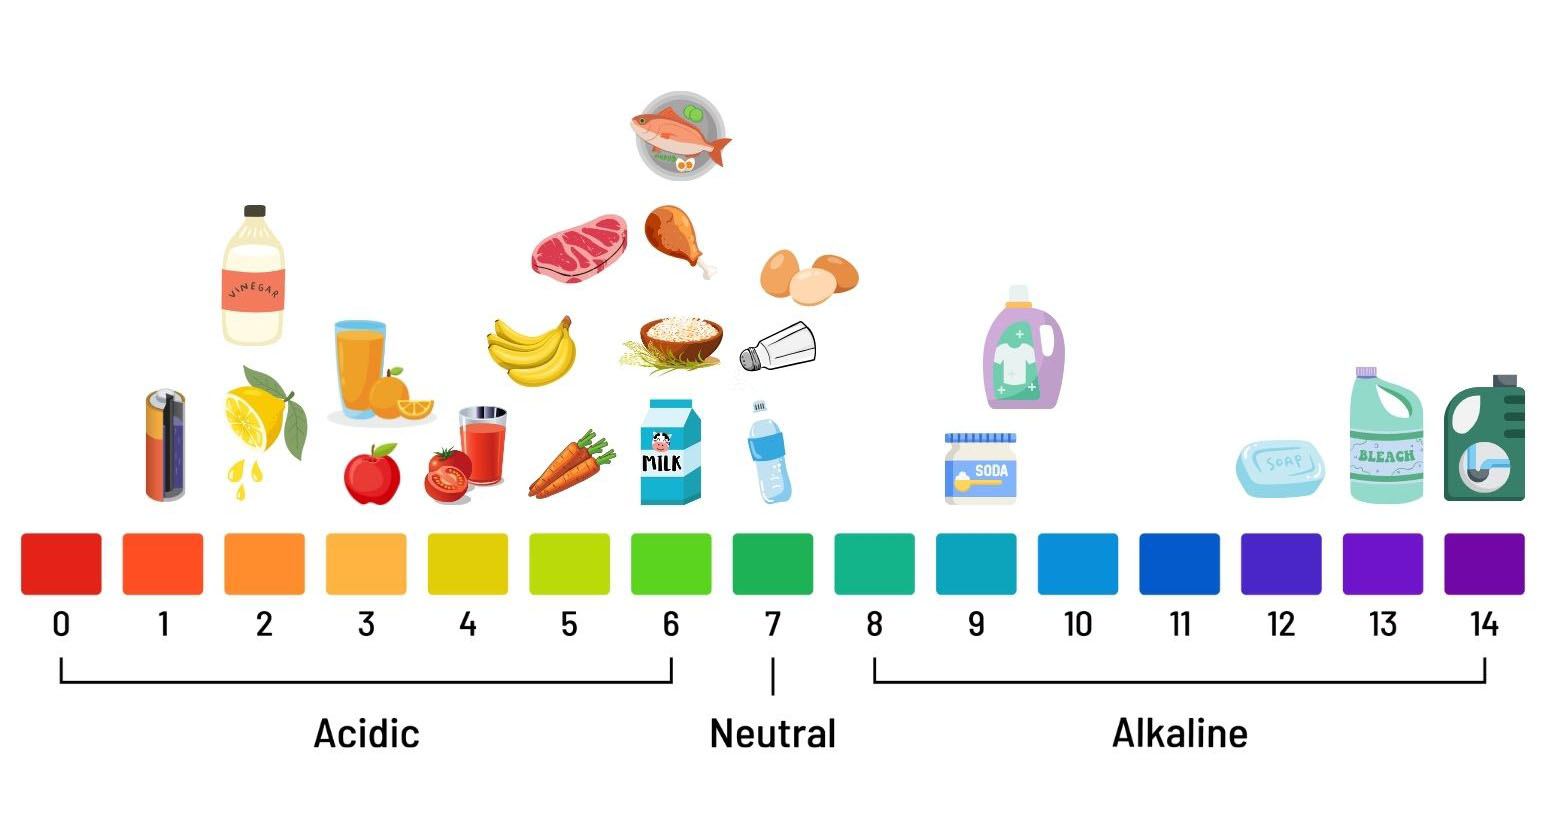 VINEGAR
MILK
SODA
SOAP
BLEACH
0 1 2 3 4 5 6 7 8 9 10 11 12 13 14
Acidic Neutral Alkaline